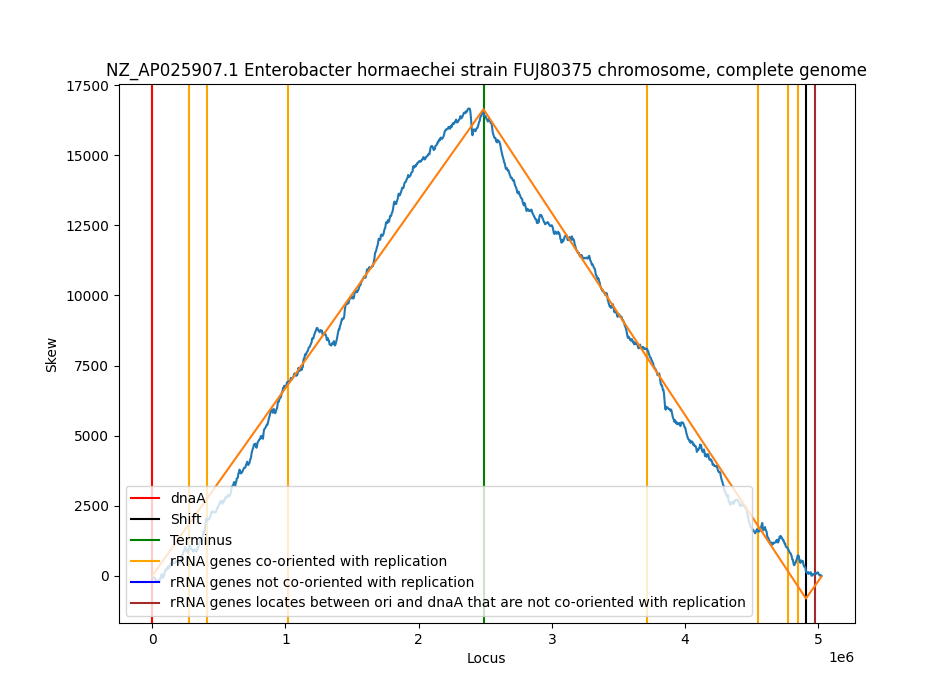 NZ_AP025907.1 Enterobacter hormaechei strain FUJ80375 chromosome, complete genome
17500
15000
12500
10000
7500
5000
2500
0
Skew
dnaA
Shift
Terminus
rRNA genes co-oriented with replication
rRNA genes not co-oriented with replication
rRNA genes locates between ori and dnaA that are not co-oriented with replication
0 1 2 3 4 5
1e6
Locus